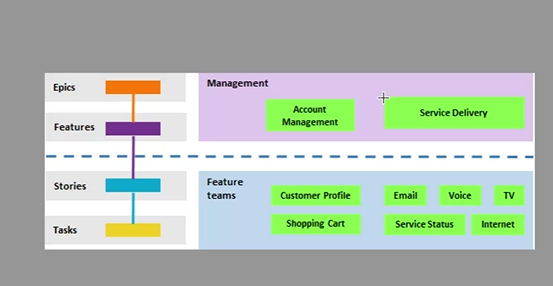 Epics
Features
Stories
Tasks
Management
Account
Management
Service Delivery
Feature
teams
Customer Profile
Email
Voice
TV
Shopping Cart
Service Status
Internet